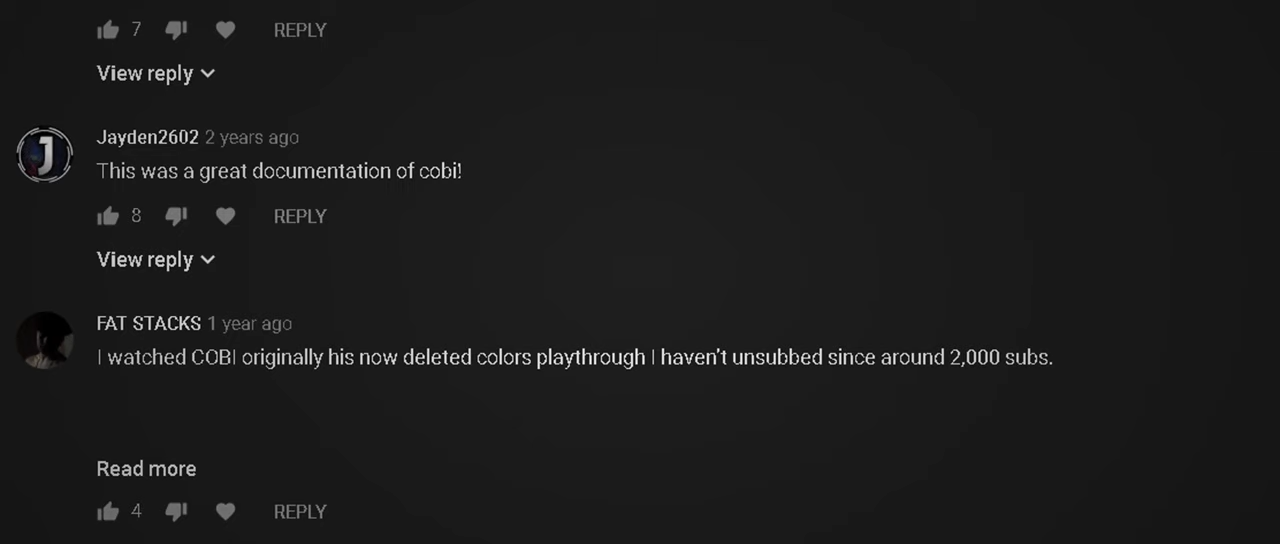 7 REPLY
View reply
J
Jayden2602 2 years ago
This was a great documentation of cobi!
8 REPLY
View reply
FAT STACKS 1 year ago
I watched COBI originally his now deleted colors playthrough I haven't unsubbed since around 2,000 subs.
Read more
4 REPLY